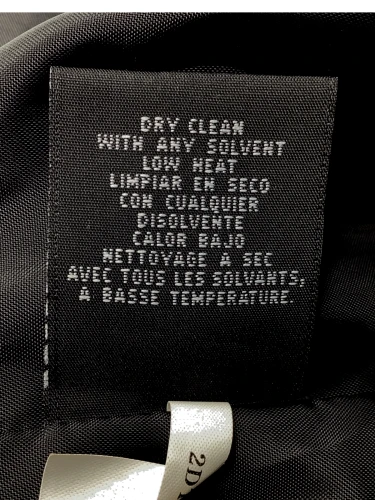 DRY CLEAN
WITH ANY SOLVENT
LOW HEAT
LIMPIAR EN SECO
CON CUALQUIER
DISOLVENTE
CALOR BAJO
NETTOYAGE A SEC
AVEC TOUS LES SOLVANTS,
A BASSE TEMPERATURE.
2D